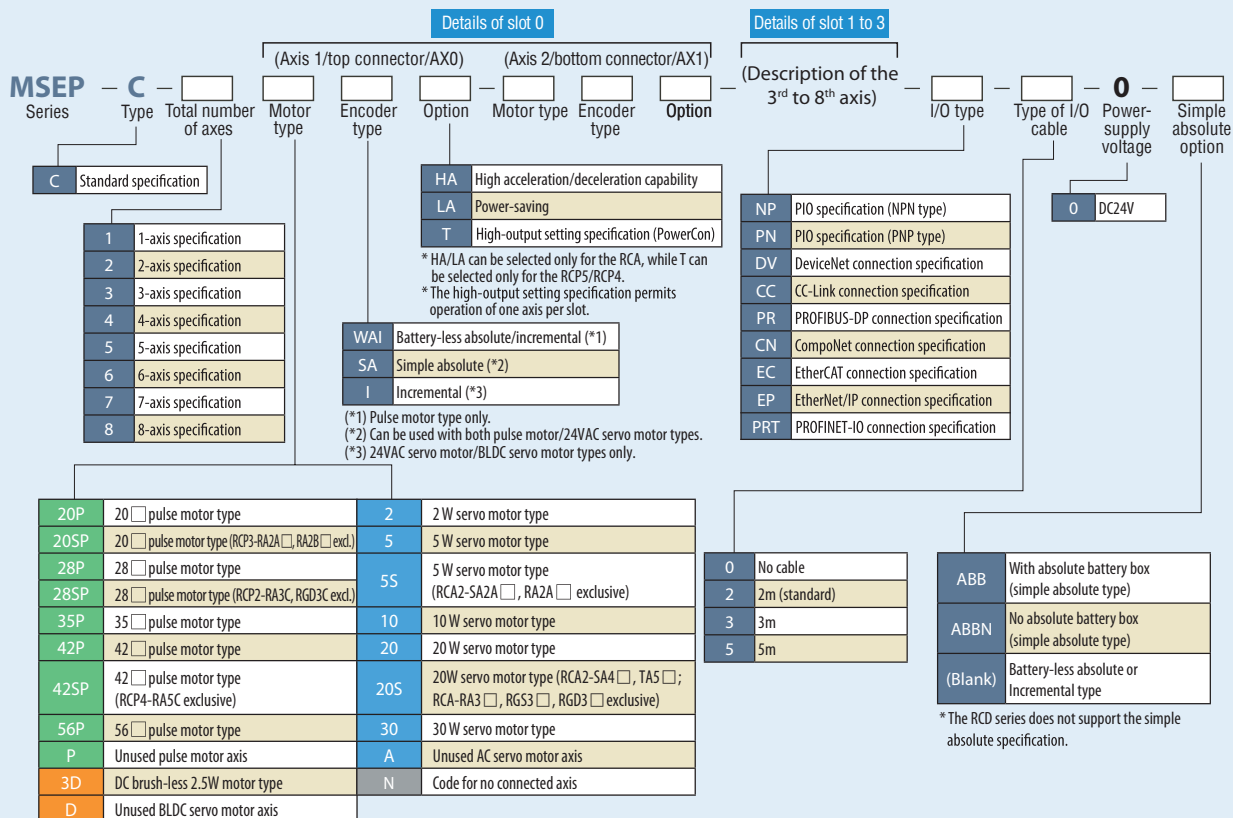 Details of slot 0
Details of slot 1 to 3
(Axis 1/top connector/AX0)
(Axis 2/bottom connector/AX1)
(Description of the
3rd to 8th axis)
MSEP – C – – – – – – 0 –
Series
Type
Total number
of axes
Motor
type
Encoder
type
Option
Motor type
Encoder
type
Option
I/O type
Type of I/O
cable
Power-
supply
voltage
Simple
absolute
option
C Standard specification
1 1-axis specification
2 2-axis specification
3 3-axis specification
4 4-axis specification
5 5-axis specification
6 6-axis specification
7 7-axis specification
8 8-axis specification
HA High acceleration/deceleration capability
LA Power-saving
T High-output setting specification (PowerCon)
* HA/LA can be selected only for the RCA, while T can
be selected only for the RCP5/RCP4.
* The high-output setting specification permits
operation of one axis per slot.
WAI Battery-less absolute/incremental (*1)
SA Simple absolute (*2)
I Incremental (*3)
(*1) Pulse motor type only.
(*2) Can be used with both pulse motor/24VAC servo motor types.
(*3) 24VAC servo motor/BLDC servo motor types only.
NP PIO specification (NPN type)
PN PIO specification (PNP type)
DV DeviceNet connection specification
CC CC-Link connection specification
PR PROFIBUS-DP connection specification
CN CompoNet connection specification
EC EtherCAT connection specification
EP EtherNet/IP connection specification
PRT PROFINET-IO connection specification
0 DC24V
20P 20□ pulse motor type
20SP 20□ pulse motor type (RCP3-RA2A□, RA2B□ excl.)
28P 28□ pulse motor type
28SP 28□ pulse motor type (RCP2-RA3C, RGD3C excl.)
35P 35□ pulse motor type
42P 42□ pulse motor type
42SP 42□ pulse motor type
(RCP4-RA5C exclusive)
56P 56□ pulse motor type
P Unused pulse motor axis
3D DC brush-less 2.5W motor type
D Unused BLDC servo motor axis
2 2 W servo motor type
5 5 W servo motor type
5S 5 W servo motor type
(RCA2-SA2A□, RA2A□ exclusive)
10 10 W servo motor type
20 20 W servo motor type
20S 20W servo motor type (RCA2-SA4□, TA5□;
RCA-RA3□, RGS3□, RGD3□ exclusive)
30 30 W servo motor type
A Unused AC servo motor axis
N Code for no connected axis
0 No cable
2 2m (standard)
3 3m
5 5m
ABB With absolute battery box
(simple absolute type)
ABBN No absolute battery box
(simple absolute type)
(Blank) Battery-less absolute or
Incremental type
* The RCD series does not support the simple
absolute specification.